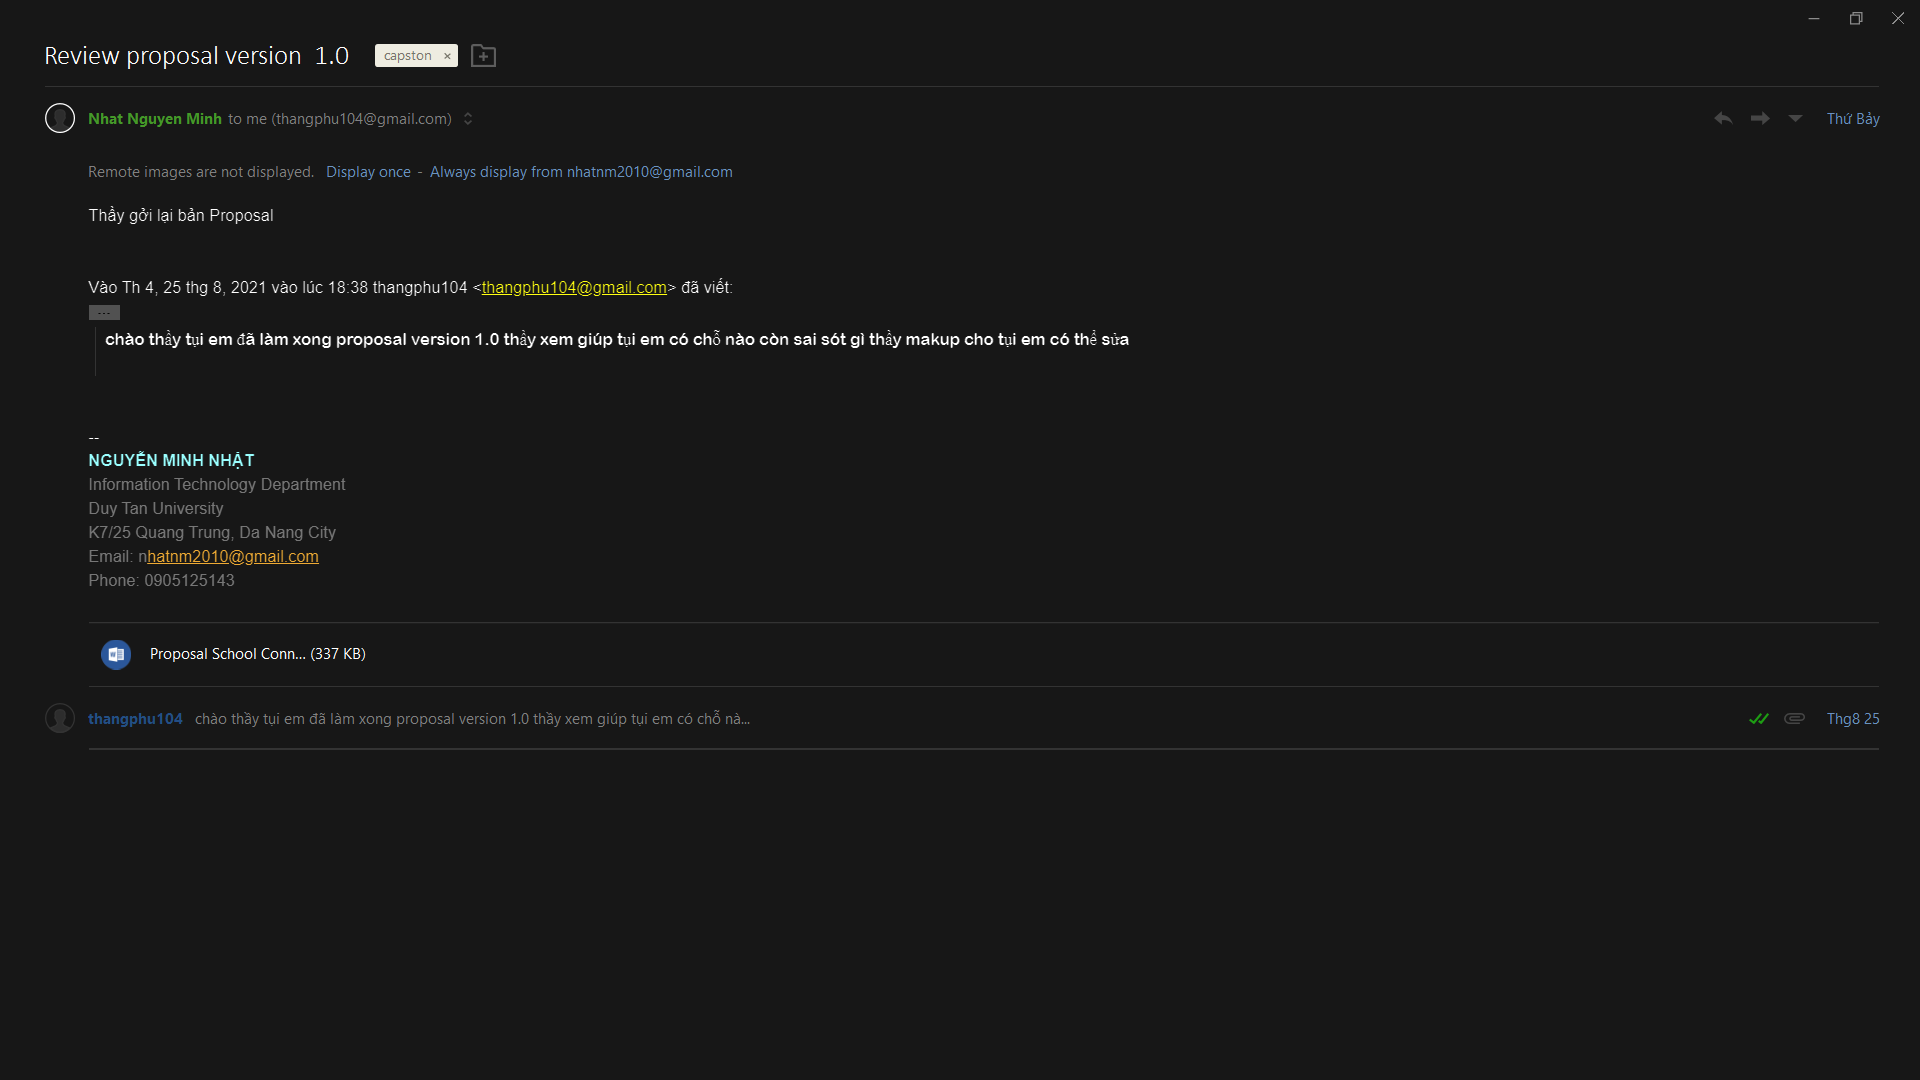 Review proposal version 1.0 capston ×
Nhat Nguyen Minh to me (thangphu104@gmail.com) Thứ Bảy
Remote images are not displayed. Display once - Always display from nhatnm2010@gmail.com
Thầy gởi lại bản Proposal
Vào Th 4, 25 thg 8, 2021 vào lúc 18:38 thangphu104 <thangphu104@gmail.com> đã viết:
...
chào thầy tụi em đã làm xong proposal version 1.0 thầy xem giúp tụi em có chỗ nào còn sai sót gì thầy makup cho tụi em có thể sửa
--
NGUYỄN MINH NHẬT
Information Technology Department
Duy Tan University
K7/25 Quang Trung, Da Nang City
Email: nhatnm2010@gmail.com
Phone: 0905125143
Proposal School Conn... (337 KB)
thangphu104 chào thầy tụi em đã làm xong proposal version 1.0 thầy xem giúp tụi em có chỗ nà... Thg8 25